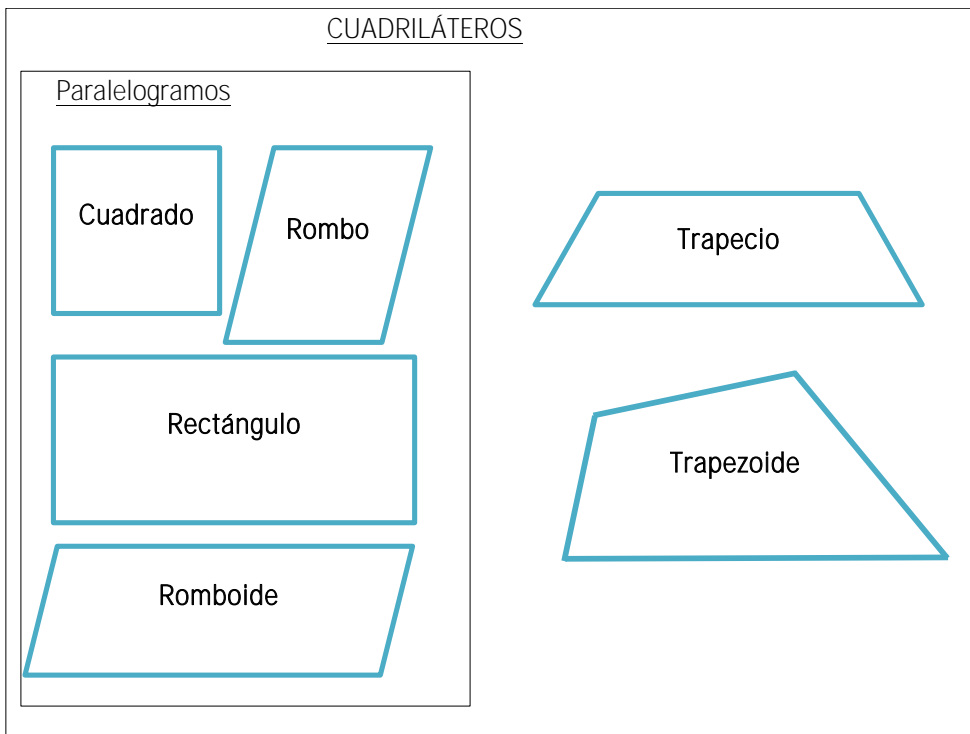 CUADRILÁTEROS
Paralelogramos
Cuadrado
Rombo
Rectángulo
Romboide
Trapecio
Trapezoide